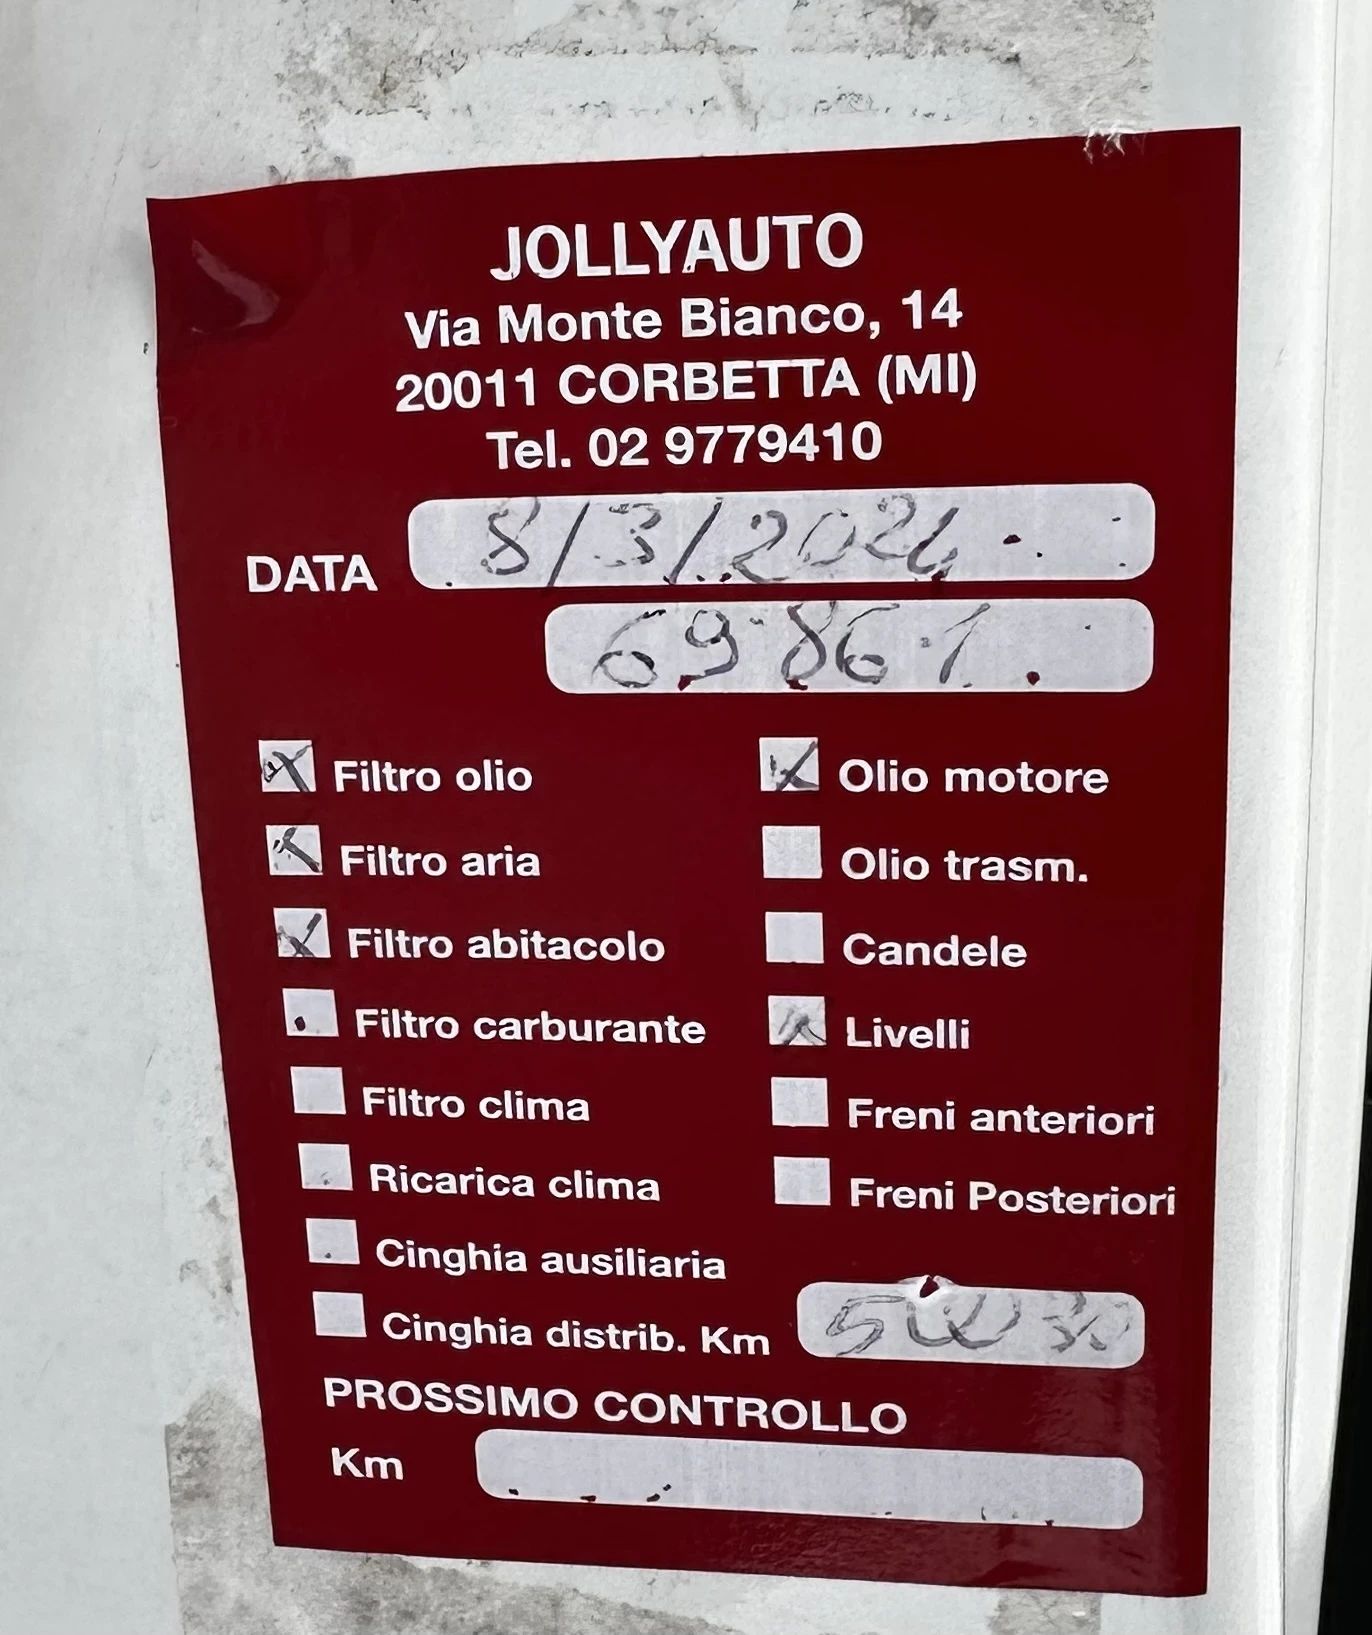 JOLLYAUTO
Via Monte Bianco, 14
20011 CORBETTA (MI)
Tel. 02 9779410
DATA 8/3/2024
69861
Filtro olio
Olio motore
Filtro aria
Olio trasm.
Filtro abitacolo
Candele
Filtro carburante
Livelli
Filtro clima
Freni anteriori
Ricarica clima
Freni Posteriori
Cinghia ausiliaria
Cinghia distrib. Km 5W30
PROSSIMO CONTROLLO
Km